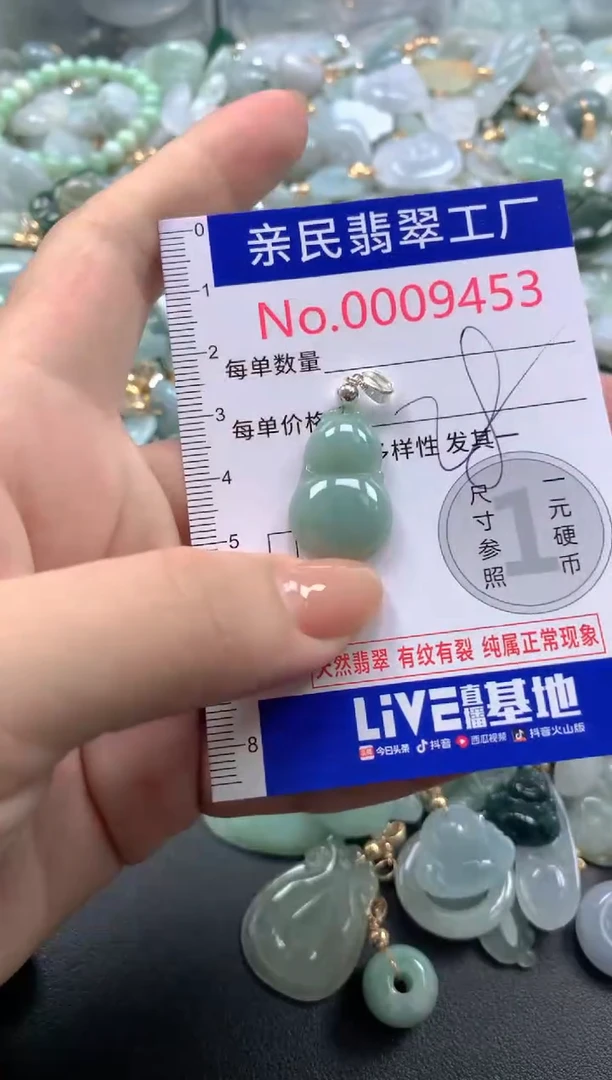 0
亲民翡翠工厂
1
No.0009453
2
每单数量
3
每单价格
多样性 发其一
4
尺寸参照
1
一元硬币
5
天然翡翠 有纹有裂 纯属正常现象
LiVE直播基地
8
今日头条 抖音 西瓜视频 抖音火山版